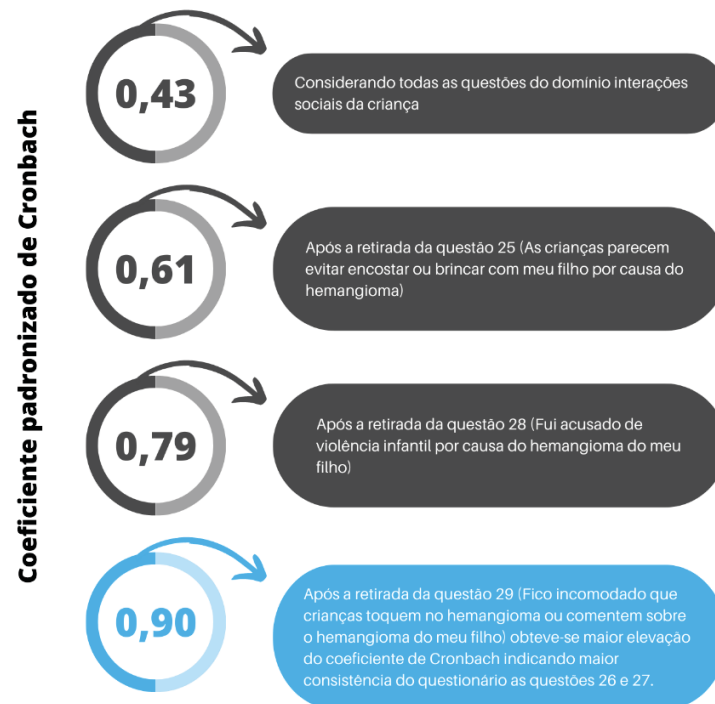 Coeficiente padronizado de Cronbach
0,43
Considerando todas as questões do domínio interações
sociais da criança
0,61
Após a retirada da questão 25 (As crianças parecem
evitar encostar ou brincar com meu filho por causa do
hemangioma)
0,79
Após a retirada da questão 28 (Fui acusado de
violência infantil por causa do hemangioma do meu
filho)
0,90
Após a retirada da questão 29 (Fico incomodado que
crianças toquem no hemangioma ou comentem sobre
o hemangioma do meu filho) obteve-se maior elevação
do coeficiente de Cronbach indicando maior
consistência do questionário as questões 26 e 27.